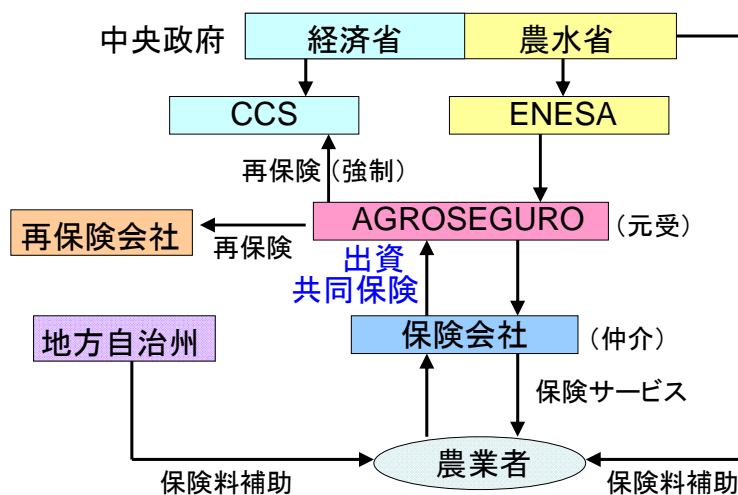 中央政府
経済省
農水省
CCS
ENESA
再保険（強制）
AGROSEGURO
（元受）
再保険会社
再保険
出資
共同保険
地方自治州
保険会社
（仲介）
保険サービス
農業者
保険料補助
保険料補助